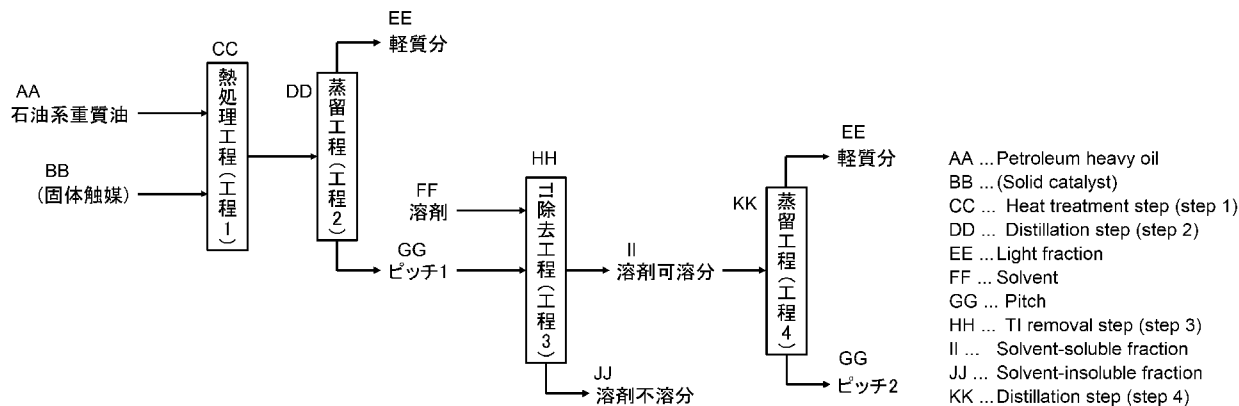 AA
石油系重質油
BB
(固体触媒)
CC
熱処理工程(工程1)
DD
蒸留工程(工程2)
EE
軽質分
FF
溶剤
GG
ピッチ1
HH
TI除去工程(工程3)
II
溶剤可溶分
JJ
溶剤不溶分
KK
蒸留工程(工程4)
EE
軽質分
GG
ピッチ2
AA ... Petroleum heavy oil
BB ... (Solid catalyst)
CC ... Heat treatment step (step 1)
DD ... Distillation step (step 2)
EE ... Light fraction
FF ... Solvent
GG ... Pitch
HH ... TI removal step (step 3)
II ... Solvent-soluble fraction
JJ ... Solvent-insoluble fraction
KK ... Distillation step (step 4)